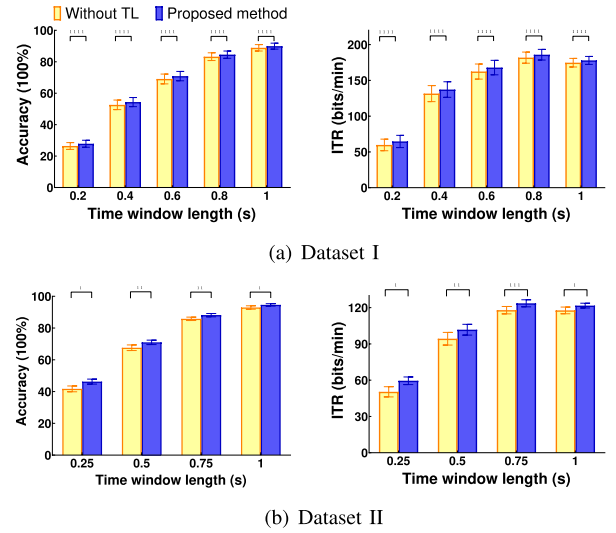 Without TL Proposed method
Accuracy (100%)
100
80
60
40
20
0
0.2 0.4 0.6 0.8 1
Time window length (s)
ITR (bits/min)
200
150
100
50
0
0.2 0.4 0.6 0.8 1
Time window length (s)
(a) Dataset I
Accuracy (100%)
100
80
60
40
20
0
0.25 0.5 0.75 1
Time window length (s)
ITR (bits/min)
120
90
60
30
0
0.25 0.5 0.75 1
Time window length (s)
(b) Dataset II